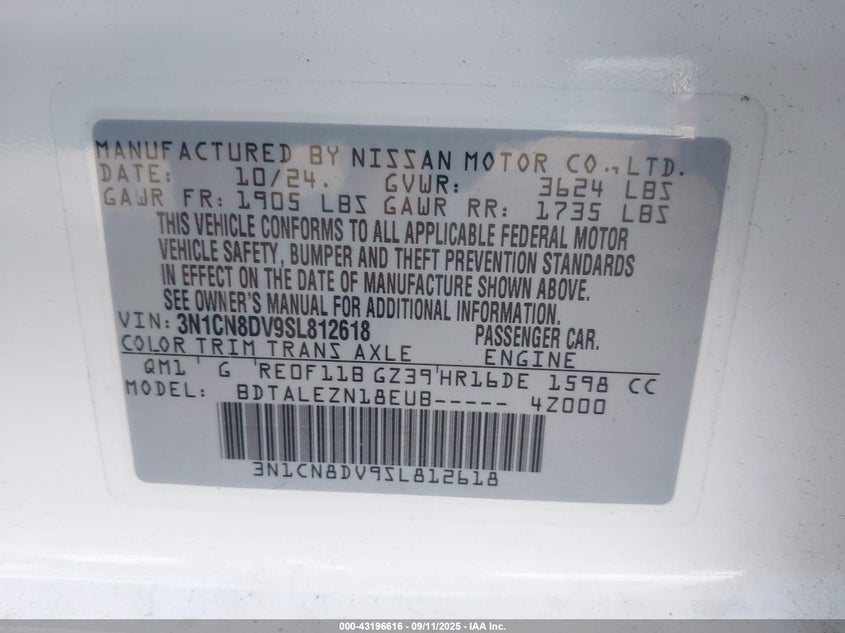 MANUFACTURED BY NISSAN MOTOR CO.,LTD.
DATE: 10/24. GVWR: 3624 LBS
GAWR FR: 1905 LBS GAWR RR: 1735 LBS
THIS VEHICLE CONFORMS TO ALL APPLICABLE FEDERAL MOTOR
VEHICLE SAFETY, BUMPER AND THEFT PREVENTION STANDARDS
IN EFFECT ON THE DATE OF MANUFACTURE SHOWN ABOVE.
SEE OWNER'S MANUAL FOR ADDITIONAL INFORMATION.
VIN: 3N1CN8DV9SL812618 PASSENGER CAR.
COLOR TRIM TRANS AXLE ENGINE
QM1 ' G 'RE0F11B GZ39'HR16DE 1598 CC
MODEL: BDTALEZN18EUB----- 4Z000
3N1CN8DV9SL812618
000-43196616 - 09/11/2025 - IAA Inc.